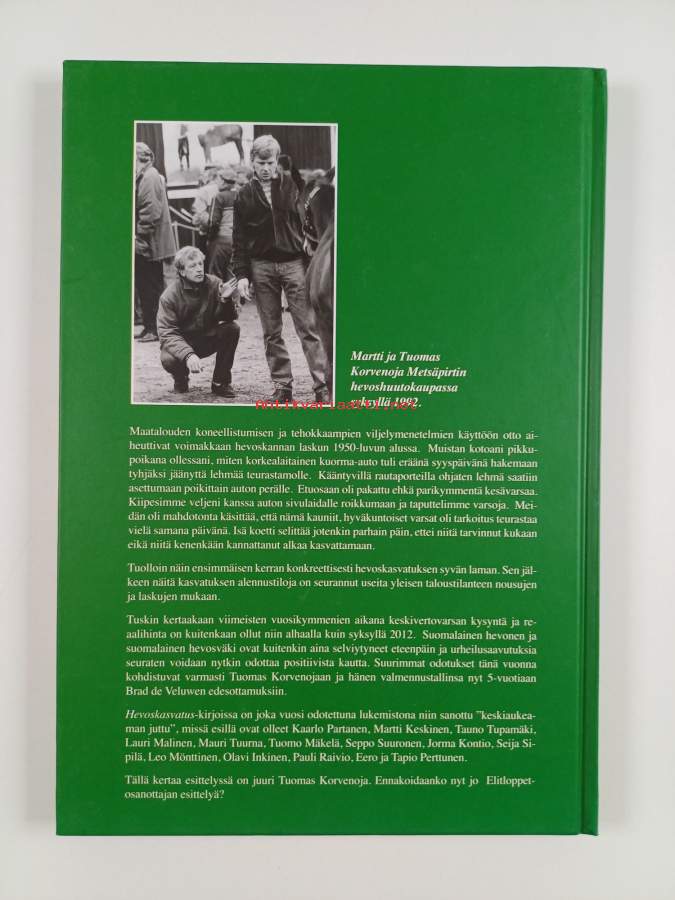 Martti ja Tuomas
Korvenoja Metsäpirtin
hevoshuutokaupassa
syksyllä 1992.
Antikvariaatti.net
Maatalouden koneellistumisen ja tehokkaampien viljelymenetelmien käyttöön otto ai-
heuttivat voimakkaan hevoskannan laskun 1950-luvun alussa. Muistan kotoani pikku-
poikana ollessani, miten korkealaitainen kuorma-auto tuli eräänä syyspäivänä hakemaan
tyhjäksi jäänyttä lehmää teurastamolle. Kääntyvillä rautaporteilla ohjaten lehmä saatiin
asettumaan poikittain auton perälle. Etuosaan oli pakattu ehkä parikymmentä kesävarsaa.
Kiipesimme veljeni kanssa auton sivulaidalle roikkumaan ja taputtelimme varsoja. Mei-
dän oli mahdotonta käsittää, että nämä kauniit, hyväkuntoiset varsat oli tarkoitus teurastaa
vielä samana päivänä. Isä koetti selittää jotenkin parhain päin, ettei niitä tarvinnut kukaan
eikä niitä kenenkään kannattanut alkaa kasvattamaan.
Tuolloin näin ensimmäisen kerran konkreettisesti hevoskasvatuksen syvän laman. Sen jäl-
keen näitä kasvatuksen alennustiloja on seurannut useita yleisen taloustilanteen nousujen
ja laskujen mukaan.
Tuskin kertaakaan viimeisten vuosikymmenien aikana keskivertovarsan kysyntä ja re-
aalihinta on kuitenkaan ollut niin alhaalla kuin syksyllä 2012. Suomalainen hevonen ja
suomalainen hevosväki ovat kuitenkin aina selviytyneet eteenpäin ja urheilusaavutuksia
seuraten voidaan nytkin odottaa positiivista kautta. Suurimmat odotukset tänä vuonna
kohdistuvat varmasti Tuomas Korvenojaan ja hänen valmennustallinsa nyt 5-vuotiaan
Brad de Veluwen edesottamuksiin.
Hevoskasvatus-kirjoissa on joka vuosi odotettuna lukemistona niin sanottu ”keskiaukea-
man juttu”, missä esillä ovat olleet Kaarlo Partanen, Martti Keskinen, Tauno Tupamäki,
Lauri Malinen, Mauri Tuurna, Tuomo Mäkelä, Seppo Suuronen, Jorma Kontio, Seija Si-
pilä, Leo Mönttinen, Olavi Inkinen, Pauli Raivio, Eero ja Tapio Perttunen.
Tällä kertaa esittelyssä on juuri Tuomas Korvenoja. Ennakoidaanko nyt jo Elitloppet-
osanottajan esittelyä?